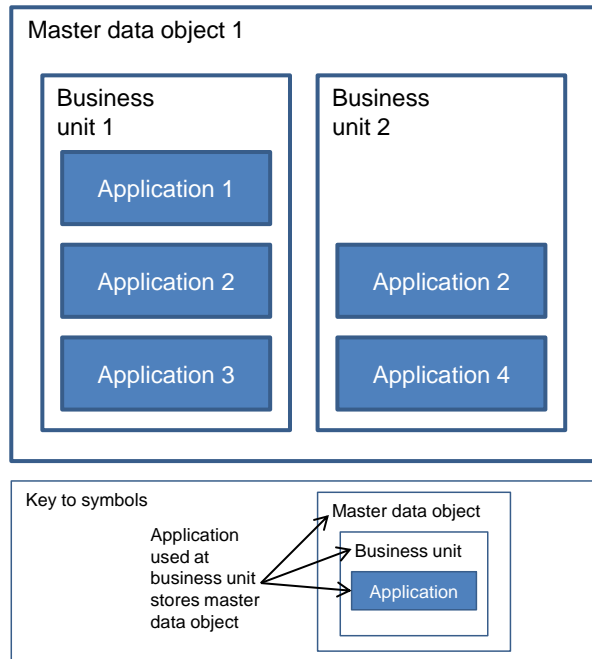 Master data object 1
Business
unit 1
Application 1
Application 2
Application 3
Business
unit 2
Application 2
Application 4
Key to symbols
Application
used at
business unit
stores master
data object
Master data object
Business unit
Application